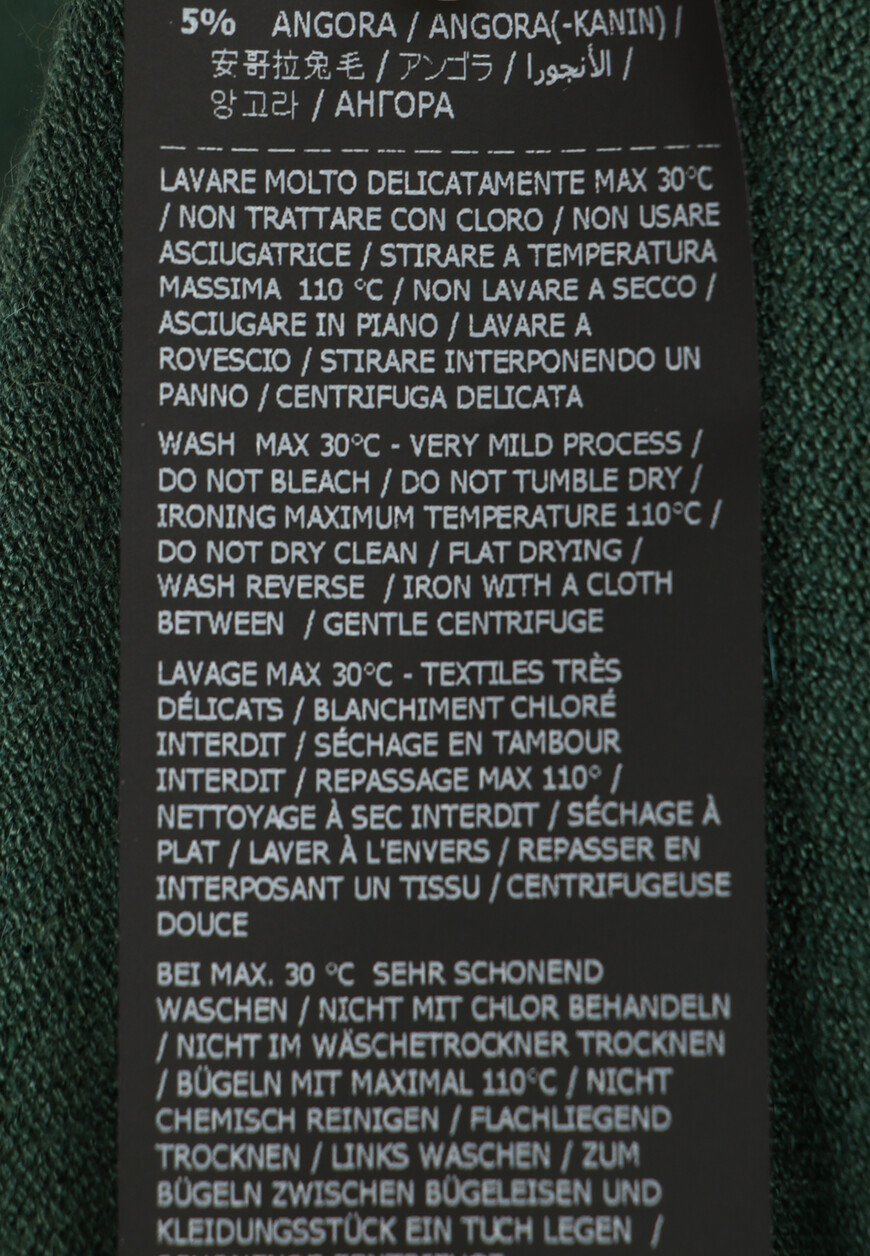 5% ANGORA / ANGORA(-KANIN) /
安哥拉兔毛 / アンゴラ / الأنجورا /
앙고라 / АНГОРА
LAVARE MOLTO DELICATAMENTE MAX 30°C
/ NON TRATTARE CON CLORO / NON USARE
ASCIUGATRICE / STIRARE A TEMPERATURA
MASSIMA 110 °C / NON LAVARE A SECCO /
ASCIUGARE IN PIANO / LAVARE A
ROVESCIO / STIRARE INTERPONENDO UN
PANNO / CENTRIFUGA DELICATA
WASH MAX 30°C - VERY MILD PROCESS /
DO NOT BLEACH / DO NOT TUMBLE DRY /
IRONING MAXIMUM TEMPERATURE 110°C /
DO NOT DRY CLEAN / FLAT DRYING /
WASH REVERSE / IRON WITH A CLOTH
BETWEEN / GENTLE CENTRIFUGE
LAVAGE MAX 30°C - TEXTILES TRÈS
DÉLICATS / BLANCHIMENT CHLORÉ
INTERDIT / SÉCHAGE EN TAMBOUR
INTERDIT / REPASSAGE MAX 110° /
NETTOYAGE À SEC INTERDIT / SÉCHAGE À
PLAT / LAVER À L'ENVERS / REPASSER EN
INTERPOSANT UN TISSU / CENTRIFUGEUSE
DOUCE
BEI MAX. 30 °C SEHR SCHONEND
WASCHEN / NICHT MIT CHLOR BEHANDELN
/ NICHT IM WÄSCHETROCKNER TROCKNEN
/ BÜGELN MIT MAXIMAL 110°C / NICHT
CHEMISCH REINIGEN / FLACHLIEGEND
TROCKNEN / LINKS WASCHEN / ZUM
BÜGELN ZWISCHEN BÜGELEISEN UND
KLEIDUNGSSTÜCK EIN TUCH LEGEN /